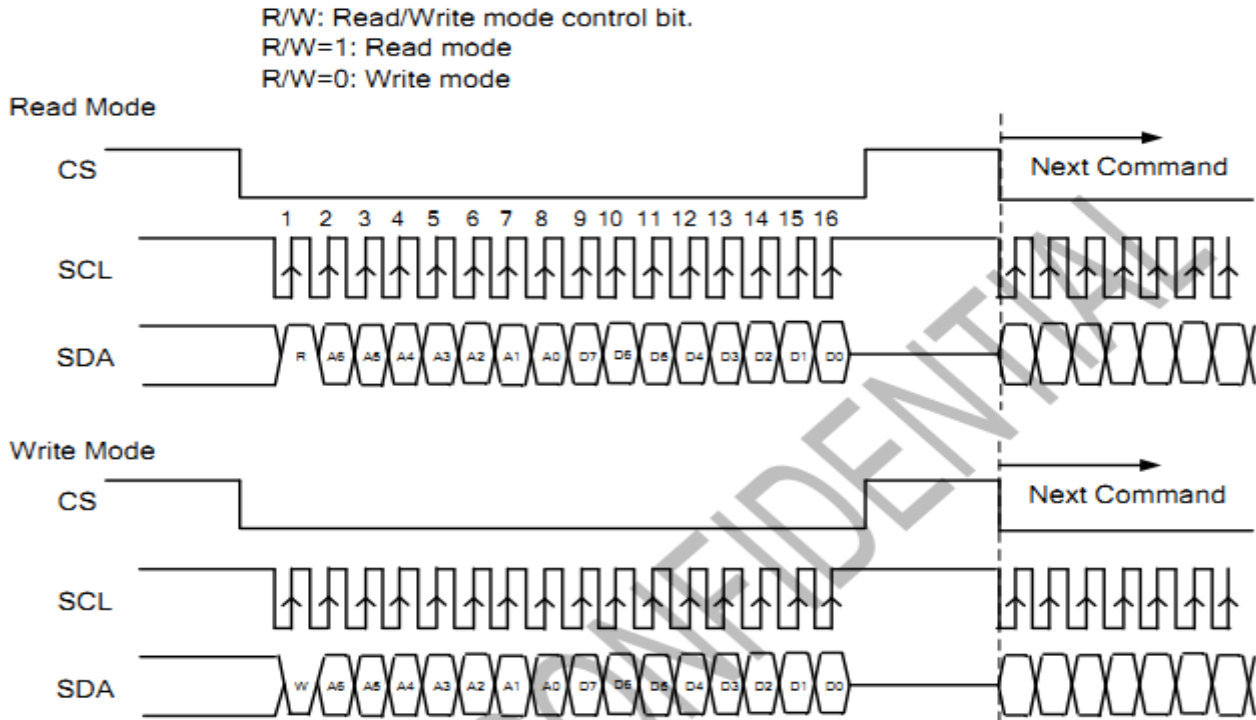 R/W: Read/Write mode control bit.
R/W=1: Read mode
R/W=0: Write mode
Read Mode
CS
Next Command
1 2 3 4 5 6 7 8 9 10 11 12 13 14 15 16
SCL
SDA
R A6 A5 A4 A3 A2 A1 A0 D7 D6 D5 D4 D3 D2 D1 D0
Write Mode
CS
Next Command
SCL
SDA
W A6 A5 A4 A3 A2 A1 A0 D7 D6 D5 D4 D3 D2 D1 D0
CONFIDENTIAL